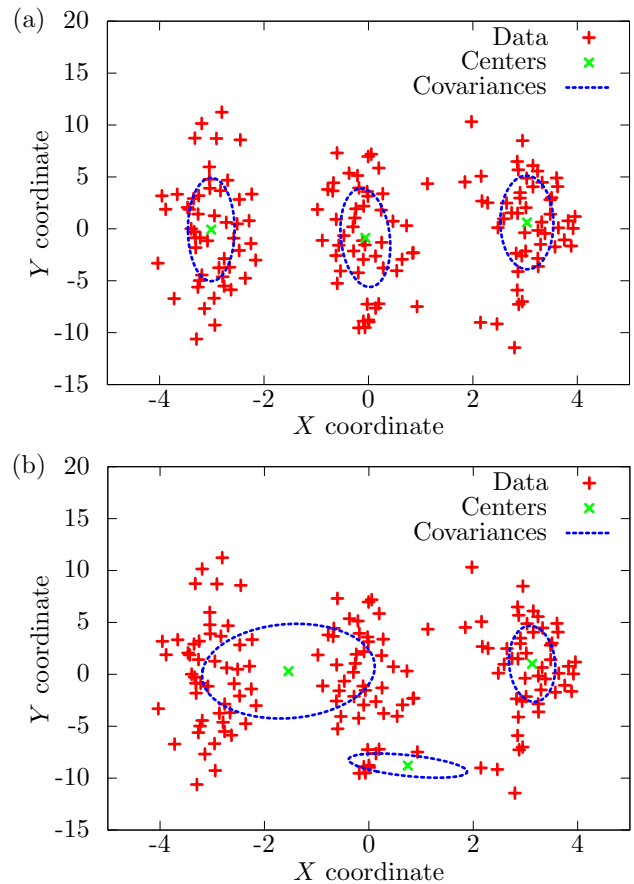 (a)
20
15
10
5
0
-5
-10
-15
-4
-2
0
2
4
Y coordinate
X coordinate
Data
Centers
Covariances
(b)
20
15
10
5
0
-5
-10
-15
-4
-2
0
2
4
Y coordinate
X coordinate
Data
Centers
Covariances